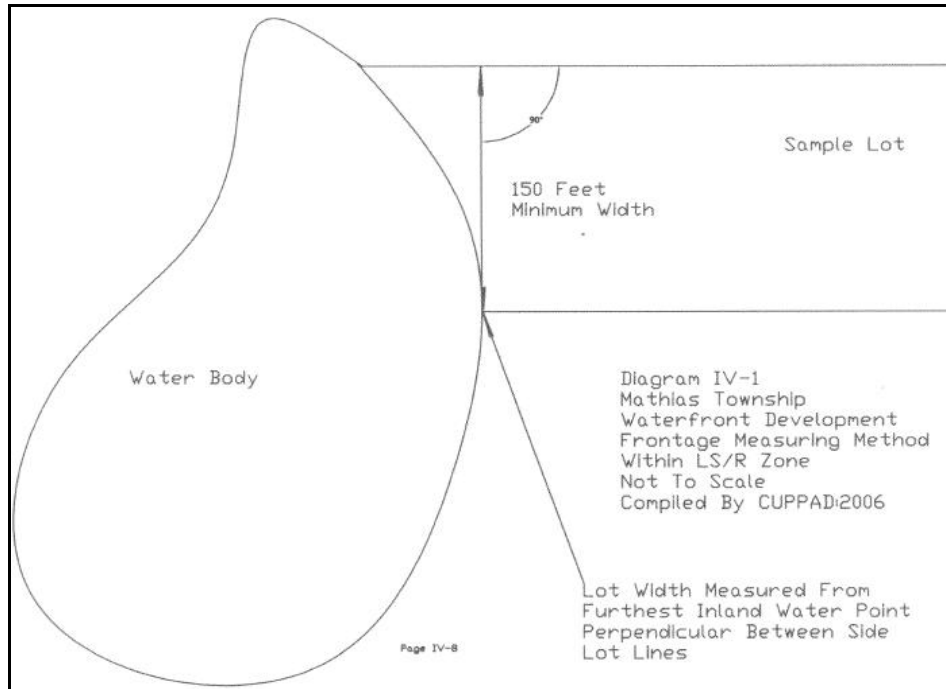 90°
Sample Lot
150 Feet
Minimum Width
Water Body
Diagram IV-1
Mathias Township
Waterfront Development
Frontage Measuring Method
Within LS/R Zone
Not To Scale
Compiled By CUPPAD:2006
Lot Width Measured From
Furthest Inland Water Point
Perpendicular Between Side
Lot Lines
Page IV-8